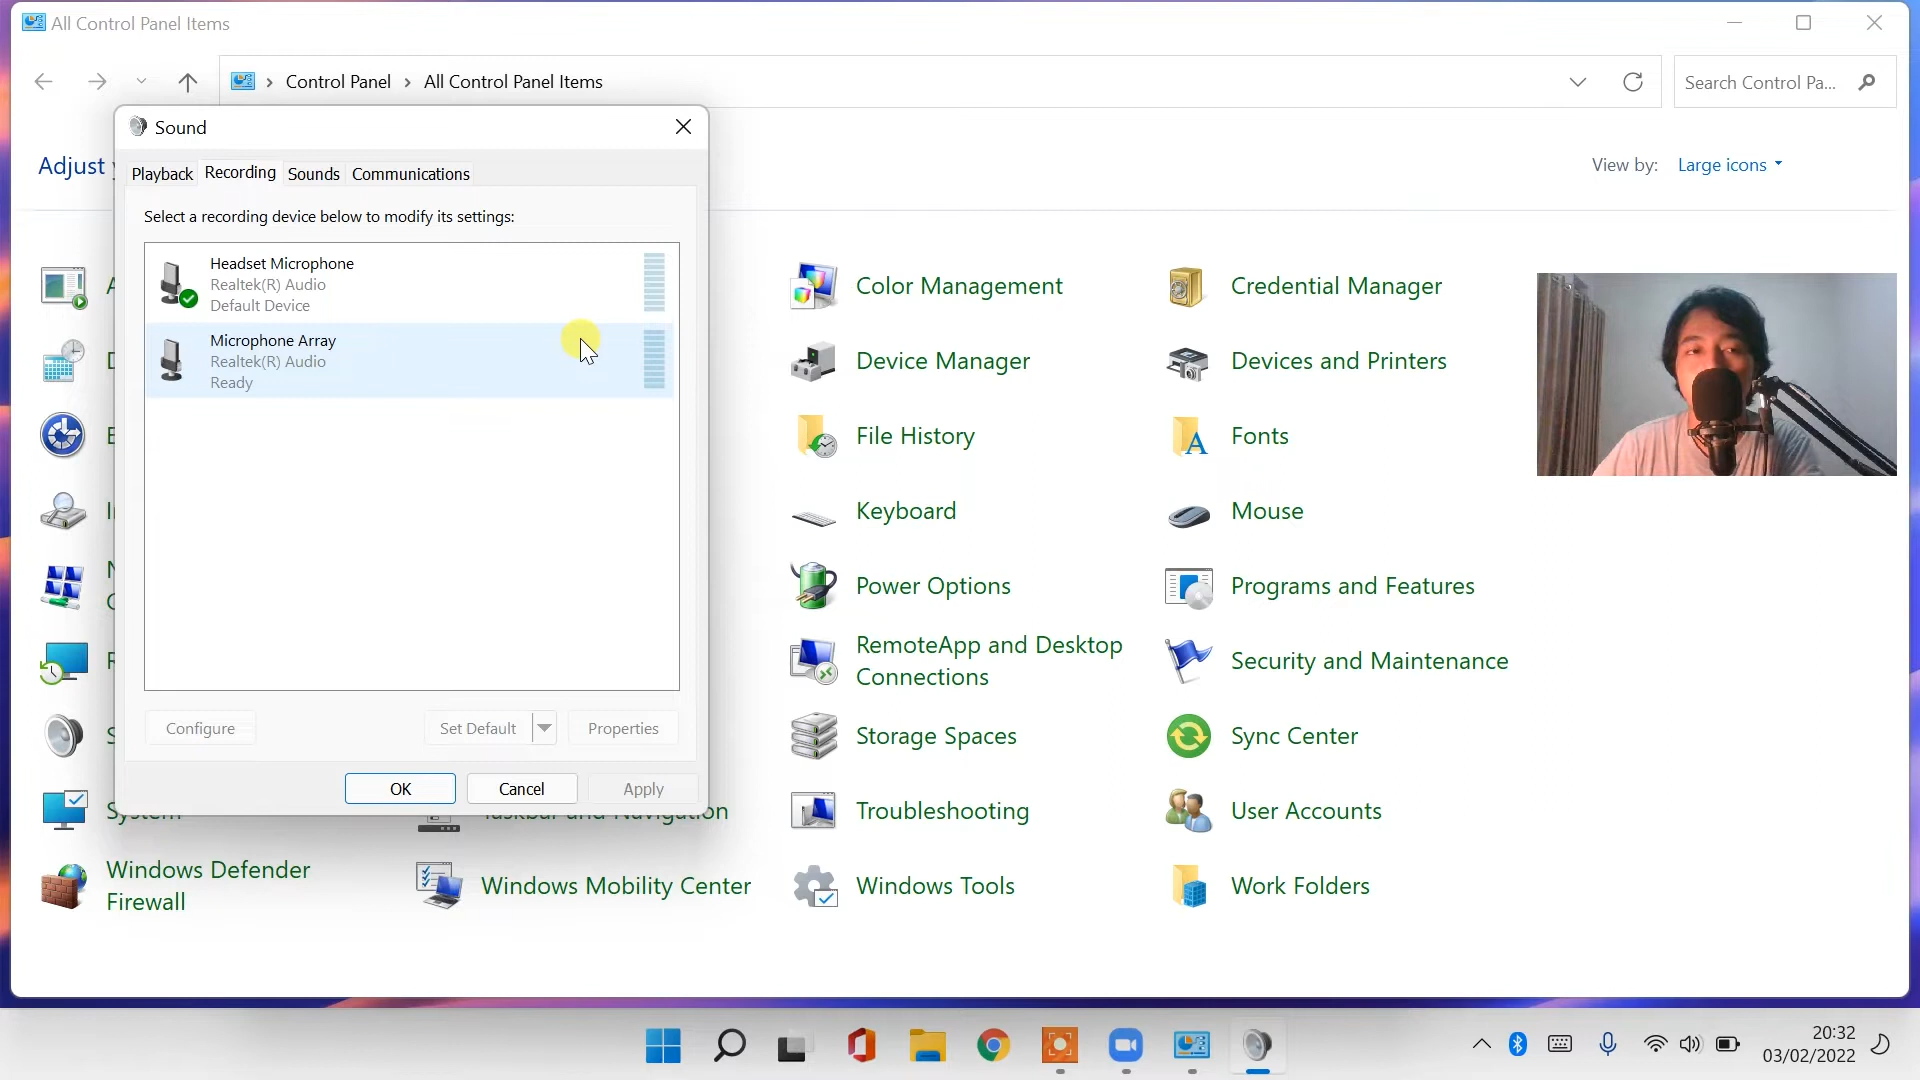 All Control Panel Items
Control Panel > All Control Panel Items
Search Control Pa...
Sound
Adjust
View by: Large icons
Playback Recording Sounds Communications
Select a recording device below to modify its settings:
Headset Microphone
Realtek(R) Audio
Default Device
Microphone Array
Realtek(R) Audio
Ready
Configure
Set Default
Properties
OK
Cancel
Apply
Color Management
Credential Manager
Device Manager
Devices and Printers
File History
Fonts
Keyboard
Mouse
Power Options
Programs and Features
RemoteApp and Desktop
Connections
Security and Maintenance
Storage Spaces
Sync Center
System
Taskbar and Navigation
Troubleshooting
User Accounts
Windows Defender
Firewall
Windows Mobility Center
Windows Tools
Work Folders
20:32
03/02/2022